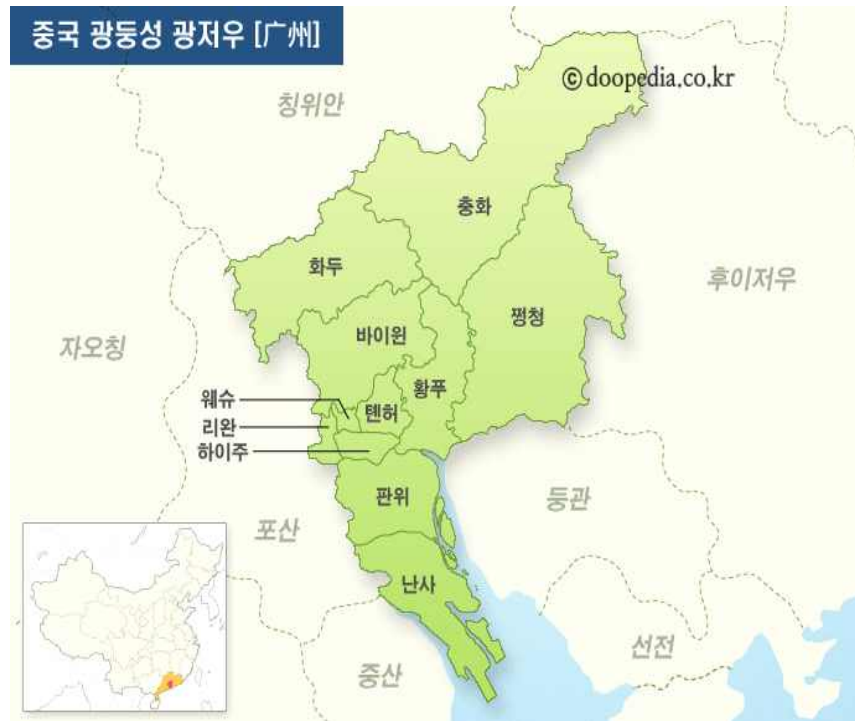 중국 광둥성 광저우 [广州]
ⓒdoopedia.co.kr
칭위안
충화
화두
후이저우
쩡청
바이윈
자오칭
황푸
웨슈
톈허
리완
하이주
판위
둥관
포산
난사
선전
중산